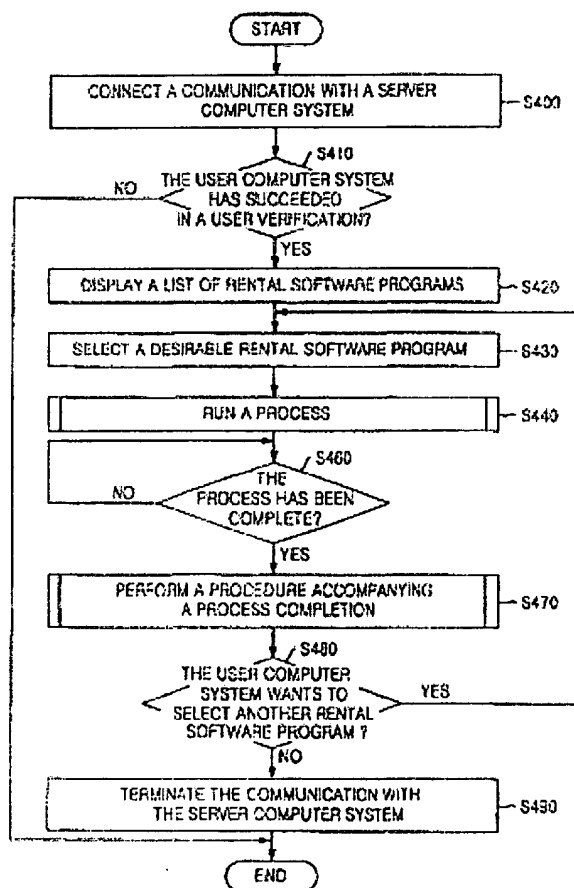 START
CONNECT A COMMUNICATION WITH A SERVER
COMPUTER SYSTEM
S400
S410
THE USER COMPUTER SYSTEM
HAS SUCCEEDED
IN A USER VERIFICATION?
NO
YES
DISPLAY A LIST OF RENTAL SOFTWARE PROGRAMS
S420
SELECT A DESIRABLE RENTAL SOFTWARE PROGRAM
S430
RUN A PROCESS
S440
S460
THE
PROCESS HAS BEEN
COMPLETE?
NO
YES
PERFORM A PROCEDURE ACCOMPANYING
A PROCESS COMPLETION
S470
S480
THE USER COMPUTER
SYSTEM WANTS TO
SELECT ANOTHER RENTAL
SOFTWARE PROGRAM ?
YES
NO
TERMINATE THE COMMUNICATION WITH
THE SERVER COMPUTER SYSTEM
S490
END